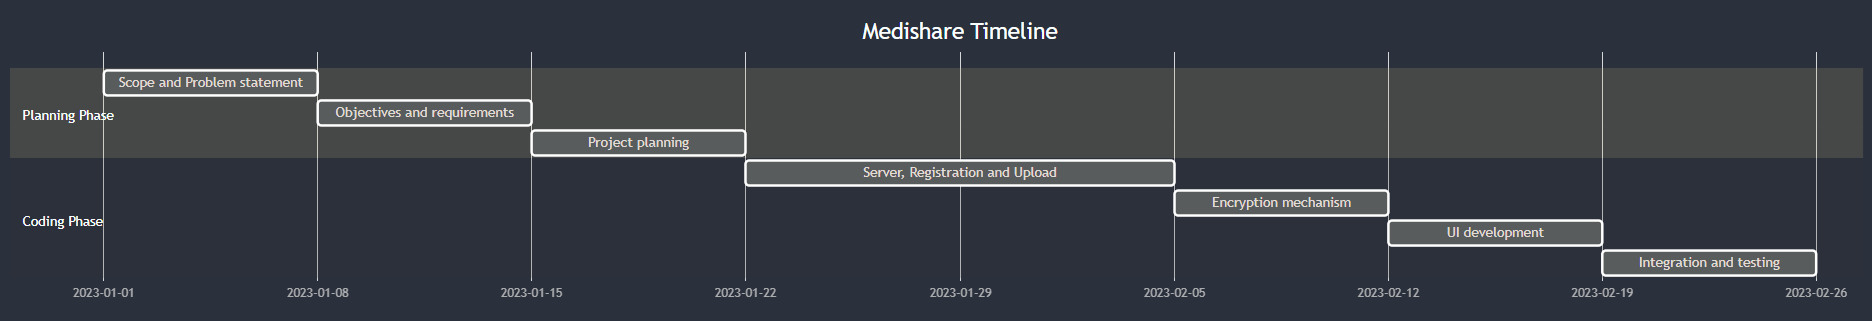 Medishare Timeline
Scope and Problem statement
Objectives and requirements
Planning Phase
Project planning
Server, Registration and Upload
Encryption mechanism
Coding Phase
UI development
Integration and testing
2023-01-01 2023-01-08 2023-01-15 2023-01-22 2023-01-29 2023-02-05 2023-02-12 2023-02-19 2023-02-26